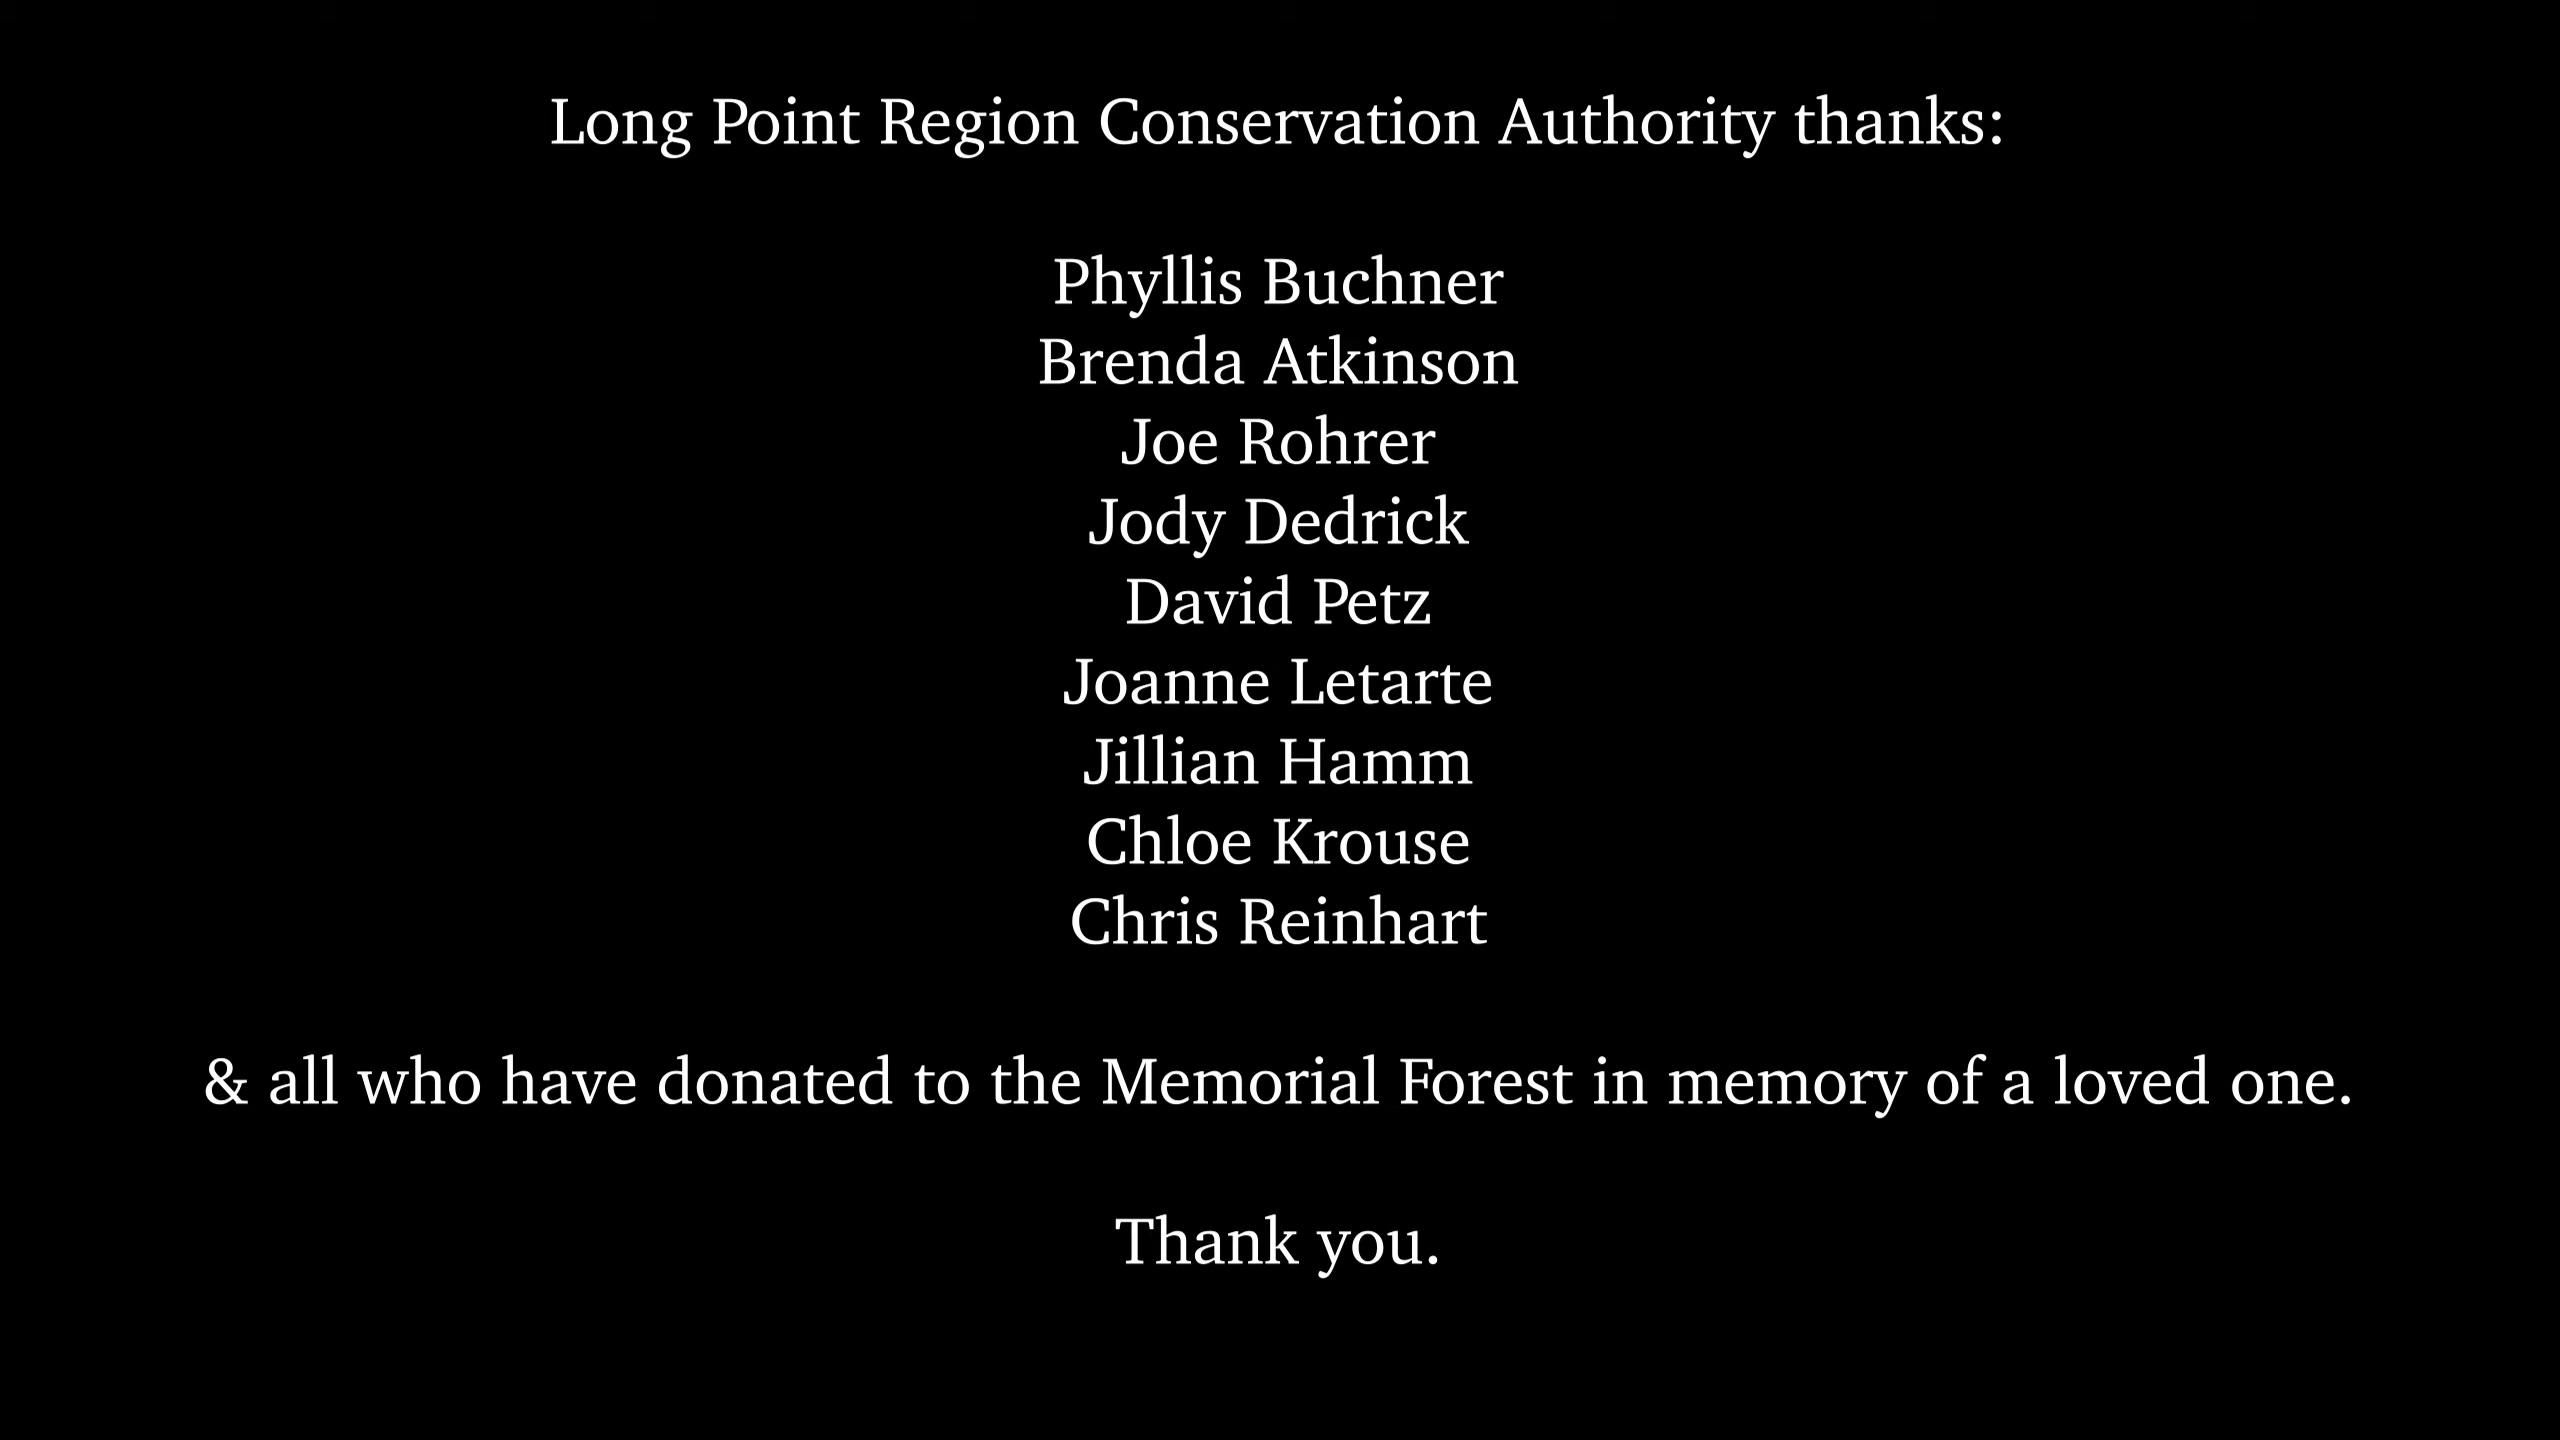 Long Point Region Conservation Authority thanks:
Phyllis Buchner
Brenda Atkinson
Joe Rohrer
Jody Dedrick
David Petz
Joanne Letarte
Jillian Hamm
Chloe Krouse
Chris Reinhart
& all who have donated to the Memorial Forest in memory of a loved one.
Thank you.